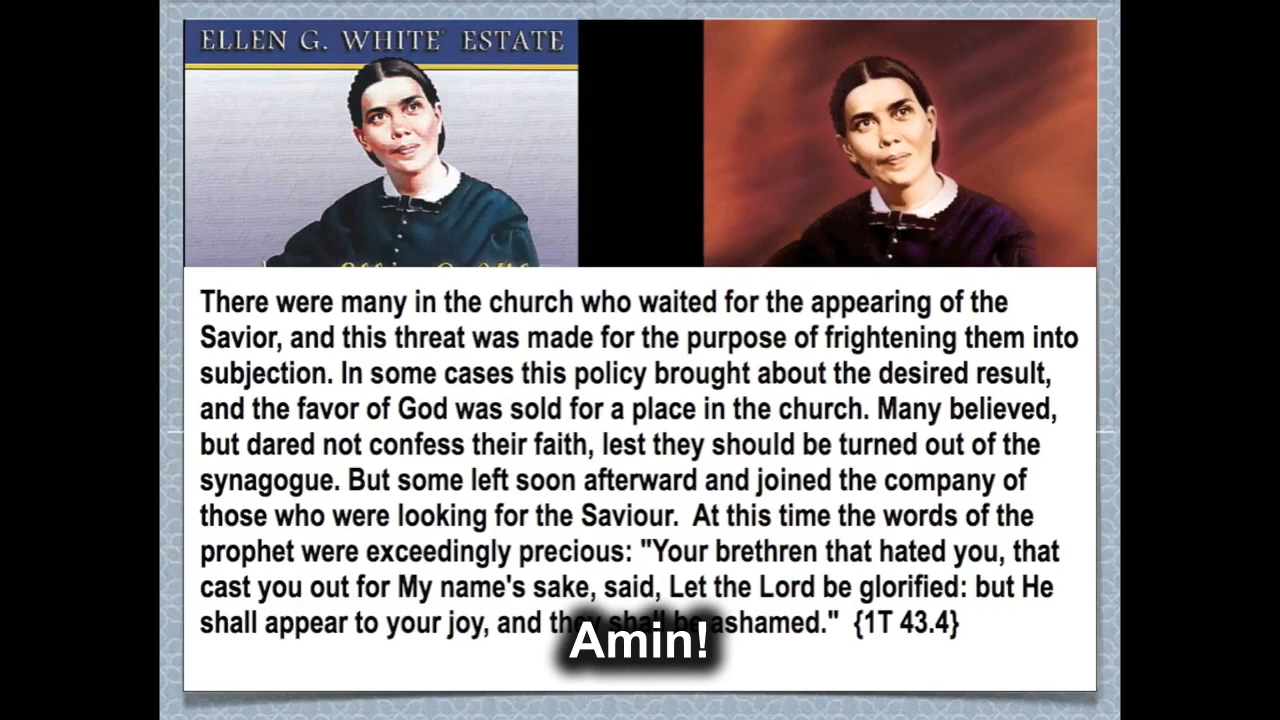 ELLEN G. WHITE ESTATE
There were many in the church who waited for the appearing of the
Savior, and this threat was made for the purpose of frightening them into
subjection. In some cases this policy brought about the desired result,
and the favor of God was sold for a place in the church. Many believed,
but dared not confess their faith, lest they should be turned out of the
synagogue. But some left soon afterward and joined the company of
those who were looking for the Saviour.  At this time the words of the
prophet were exceedingly precious: "Your brethren that hated you, that
cast you out for My name's sake, said, Let the Lord be glorified: but He
shall appear to your joy, and they shall be ashamed."  {1T 43.4}
Amin!